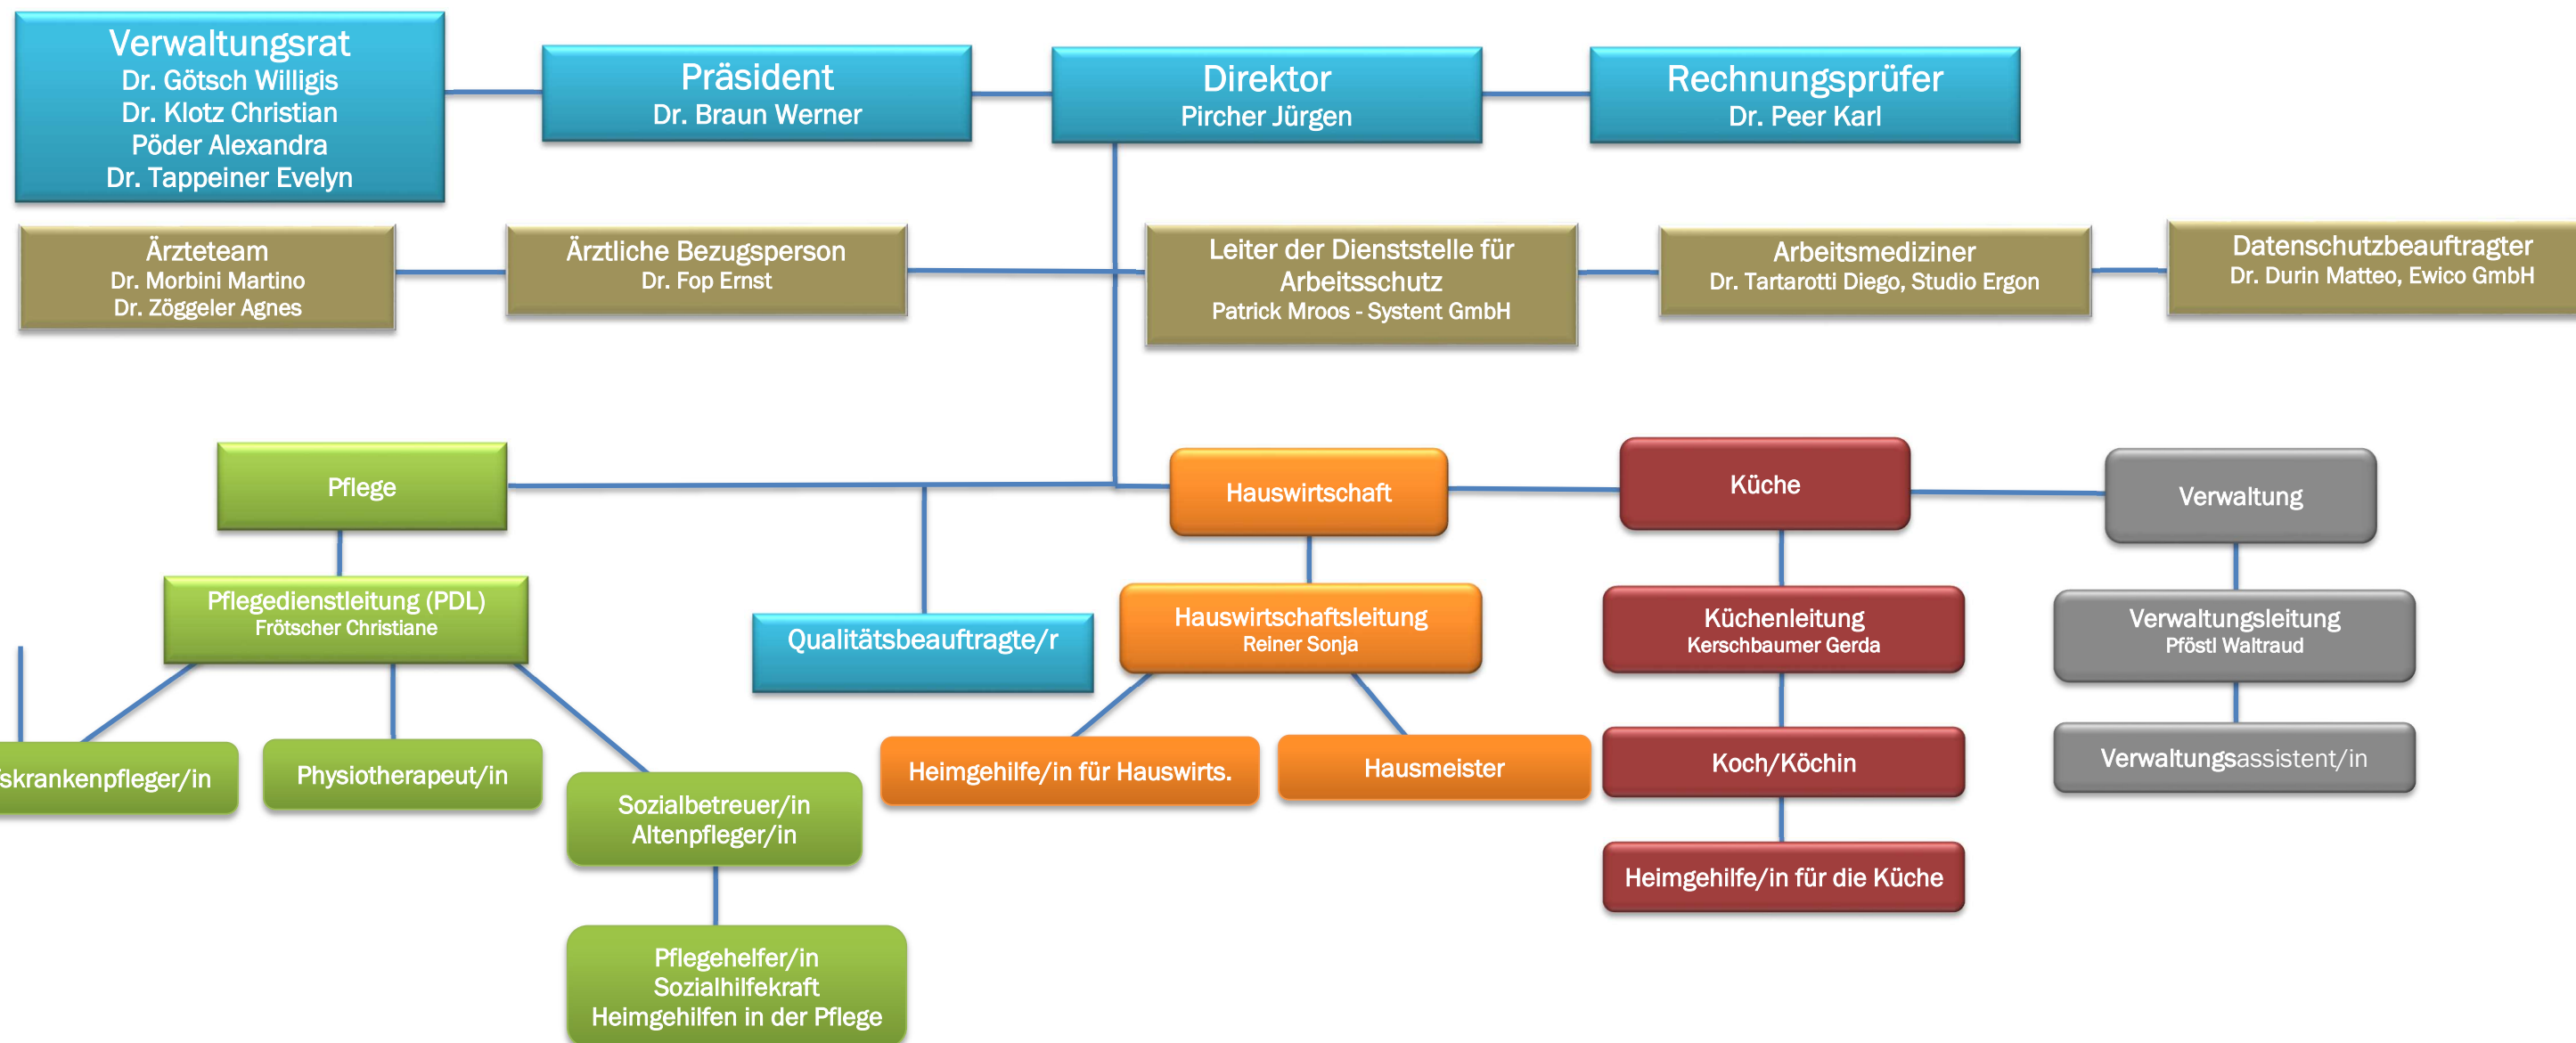 Verwaltungsrat
Dr. Götsch Willigis
Dr. Klotz Christian
Pöder Alexandra
Dr. Tappeiner Evelyn
Präsident
Dr. Braun Werner
Direktor
Pircher Jürgen
Rechnungsprüfer
Dr. Peer Karl
Ärzteteam
Dr. Morbini Martino
Dr. Zöggeler Agnes
Ärztliche Bezugsperson
Dr. Fop Ernst
Leiter der Dienststelle für
Arbeitsschutz
Patrick Mroos - Systent GmbH
Arbeitsmediziner
Dr. Tartarotti Diego, Studio Ergon
Datenschutzbeauftragter
Dr. Durin Matteo, Ewico GmbH
Pflege
Hauswirtschaft
Küche
Verwaltung
Pflegedienstleitung (PDL)
Frötscher Christiane
Qualitätsbeauftragte/r
Hauswirtschaftsleitung
Reiner Sonja
Küchenleitung
Kerschbaumer Gerda
Verwaltungsleitung
Pföstl Waltraud
skrankenpfleger/in
Physiotherapeut/in
Sozialbetreuer/in
Altenpfleger/in
Heimgehilfe/in für Hauswirts.
Hausmeister
Koch/Köchin
Verwaltungsassistent/in
Heimgehilfe/in für die Küche
Pflegehelfer/in
Sozialhilfekraft
Heimgehilfen in der Pflege